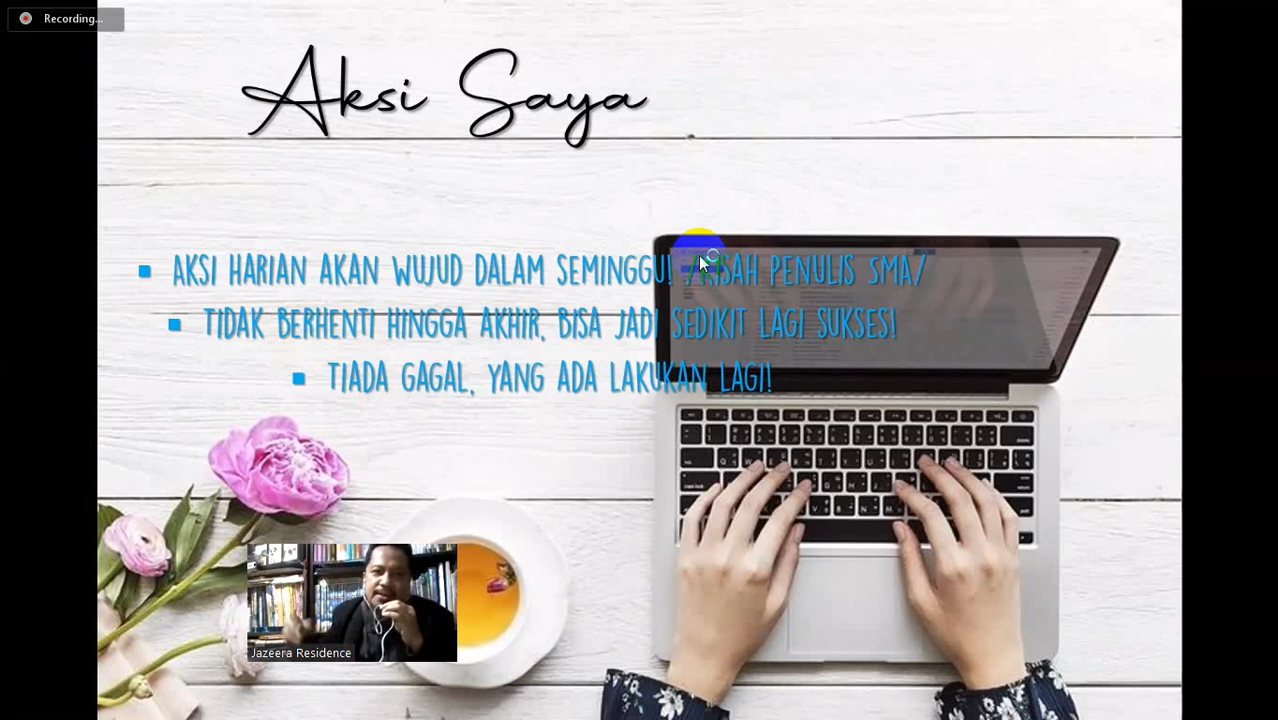 Recording...
Aksi Saya
AKSI HARIAN AKAN WUJUD DALAM SEMINGGU! /KISAH PENULIS SMA/
TIDAK BERHENTI HINGGA AKHIR, BISA JADI SEDIKIT LAGI SUKSES!
TIADA GAGAL, YANG ADA LAKUKAN LAGI!
Jazeera Residence